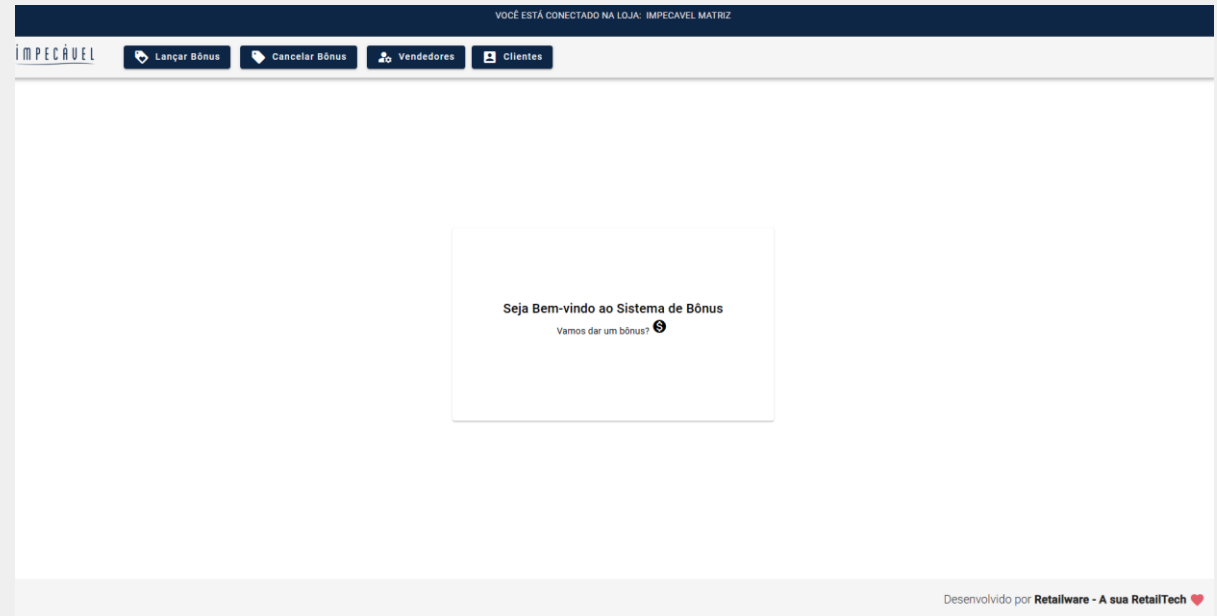 VOCÊ ESTÁ CONECTADO NA LOJA: IMPECAVEL MATRIZ
IMPECÁVEL
Lançar Bônus
Cancelar Bônus
Vendedores
Clientes
Seja Bem-vindo ao Sistema de Bônus
Vamos dar um bônus?
Desenvolvido por Retailware - A sua RetailTech